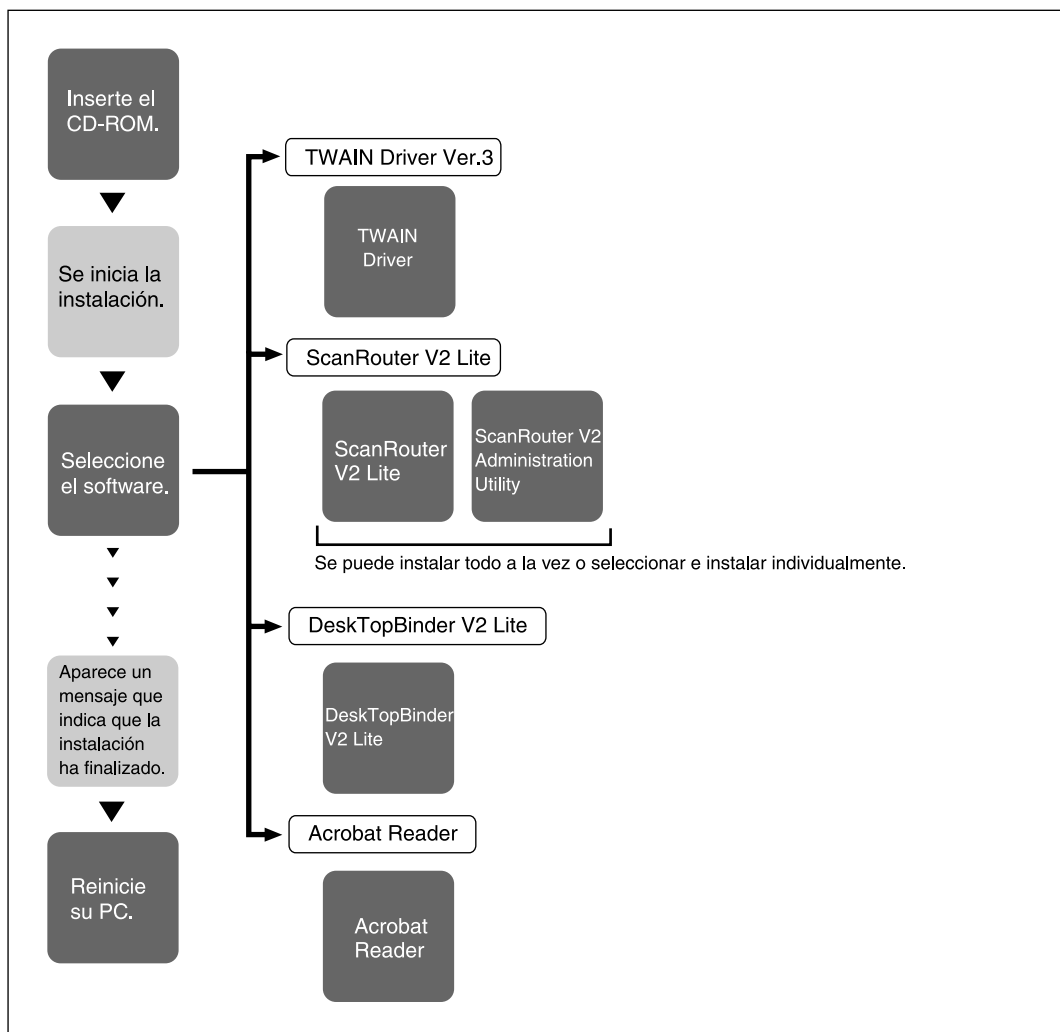 Inserte el
CD-ROM.
Se inicia la
instalación.
Seleccione
el software.
Aparece un
mensaje que
indica que la
instalación
ha finalizado.
Reinicie
su PC.
TWAIN Driver Ver.3
TWAIN
Driver
ScanRouter V2 Lite
ScanRouter
V2 Lite
ScanRouter V2
Administration
Utility
Se puede instalar todo a la vez o seleccionar e instalar individualmente.
DeskTopBinder V2 Lite
DeskTopBinder
V2 Lite
Acrobat Reader
Acrobat
Reader